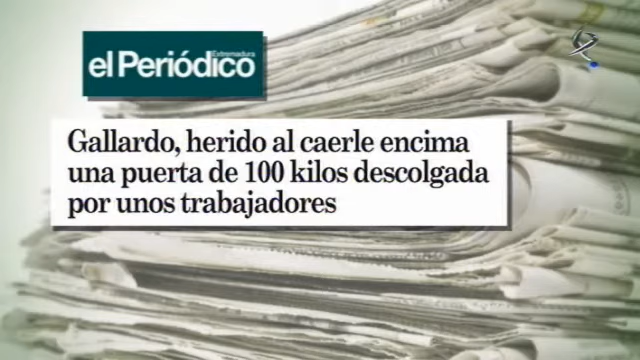 el Periódico
Extremadura
Gallardo, herido al caerle encima
una puerta de 100 kilos descolgada
por unos trabajadores